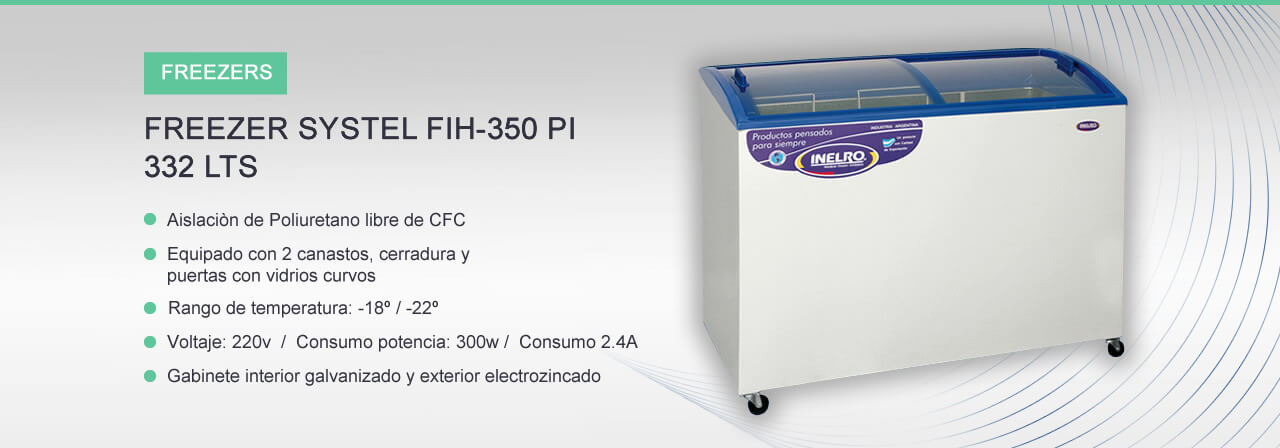 FREEZERS
FREEZER SYSTEL FIH-350 PI
332 LTS
Aislaciòn de Poliuretano libre de CFC
Equipado con 2 canastos, cerradura y
puertas con vidrios curvos
Rango de temperatura: -18º / -22º
Voltaje: 220v / Consumo potencia: 300w / Consumo 2.4A
Gabinete interior galvanizado y exterior electrozincado
Productos pensados
para siempre
INDUSTRIA ARGENTINA
INELRO.
INELRO